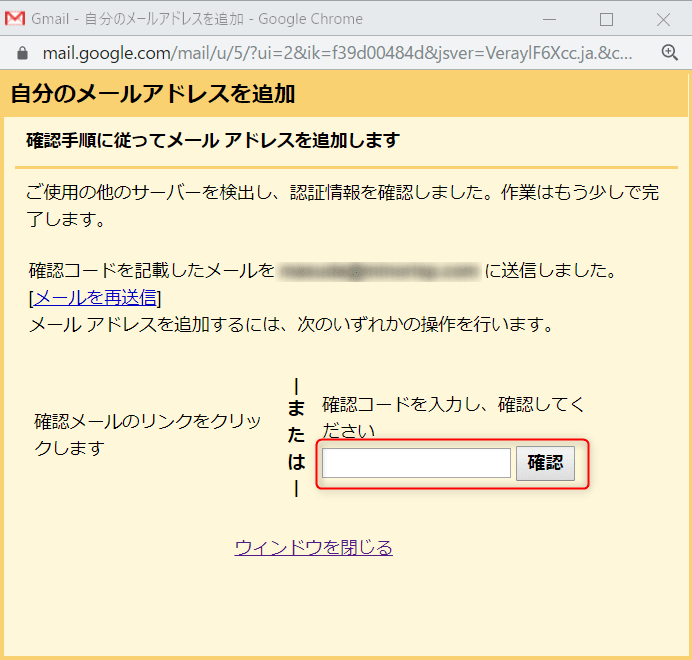 Gmail - 自分のメールアドレスを追加 - Google Chrome
mail.google.com/mail/u/5/?ui=2&ik=f39d00484d&jsver=VeraylF6Xcc.ja.&c...
自分のメールアドレスを追加
確認手順に従ってメール アドレスを追加します
ご使用の他のサーバーを検出し、認証情報を確認しました。作業はもう少しで完
了します。
確認コードを記載したメールを に送信しました。
[メールを再送信]
メール アドレスを追加するには、次のいずれかの操作を行います。
確認メールのリンクをクリッ
クします
|
ま
た
は
|
確認コードを入力し、確認してく
ださい
確認
ウィンドウを閉じる